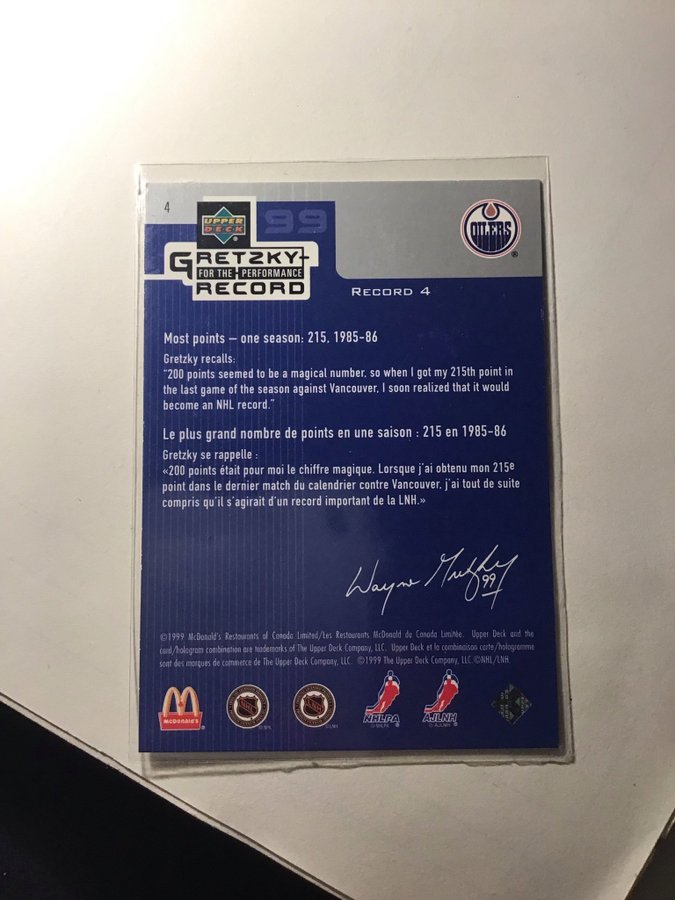 4
UPPER
DECK
99
OILERS
GRETZKY
FOR THE PERFORMANCE
RECORD
RECORD 4
Most points – one season: 215, 1985-86
Gretzky recalls:
“200 points seemed to be a magical number, so when I got my 215th point in
the last game of the season against Vancouver, I soon realized that it would
become an NHL record.”
Le plus grand nombre de points en une saison : 215 en 1985-86
Gretzky se rappelle :
«200 points était pour moi le chiffre magique. Lorsque j’ai obtenu mon 215e
point dans le dernier match du calendrier contre Vancouver, j’ai tout de suite
compris qu’il s’agirait d’un record important de la LNH.»
Wayne Gretzky
99
©1999 McDonald’s Restaurants of Canada Limited/Les Restaurants McDonald du Canada Limitée. Upper Deck and the
card/hologram combination are trademarks of The Upper Deck Company, LLC. Upper Deck et la combinaison carte/hologramme
sont des marques de commerce de The Upper Deck Company, LLC. ©1999 The Upper Deck Company, LLC ©NHL/LNH
McDONALD'S
NHLPA
©NHLPA
AJLNH
©AJLNH